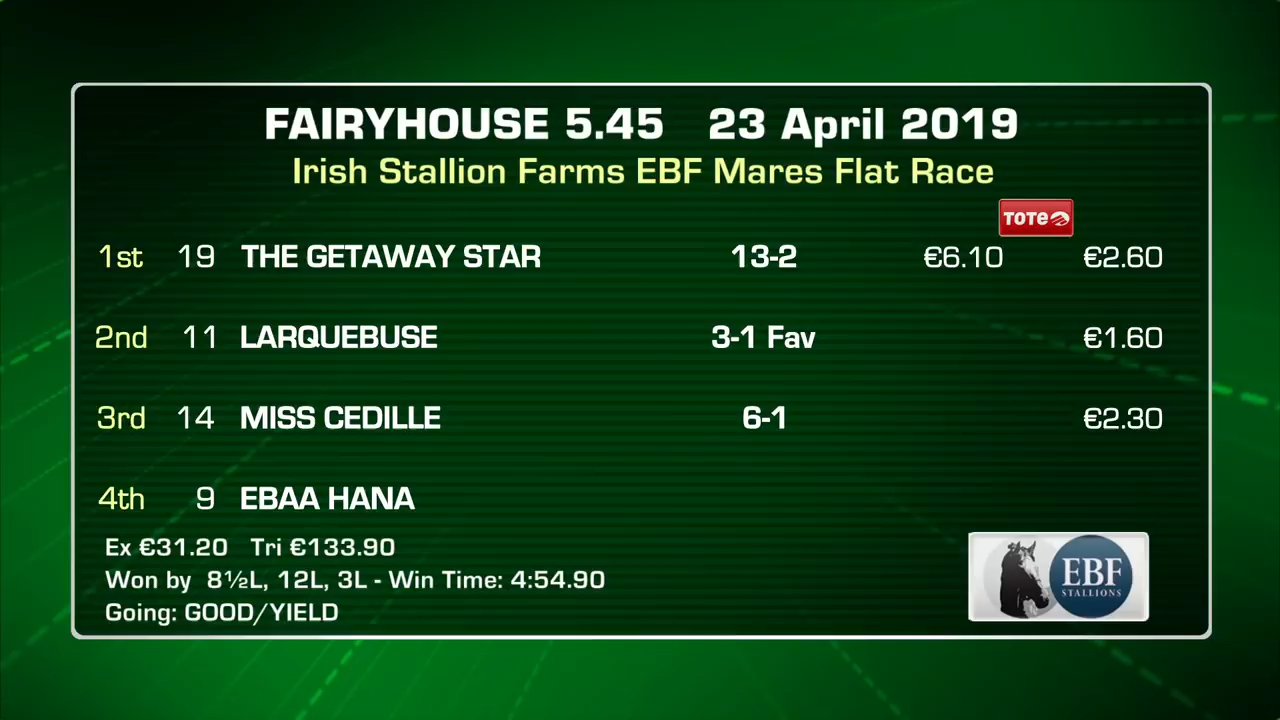 FAIRYHOUSE 5.45 23 April 2019
Irish Stallion Farms EBF Mares Flat Race
TOTe
1st 19 THE GETAWAY STAR 13-2 €6.10 €2.60
2nd 11 LARQUEBUSE 3-1 Fav €1.60
3rd 14 MISS CEDILLE 6-1 €2.30
4th 9 EBAA HANA
Ex €31.20 Tri €133.90
Won by 8½L, 12L, 3L - Win Time: 4:54.90
Going: GOOD/YIELD
EBF
STALLIONS